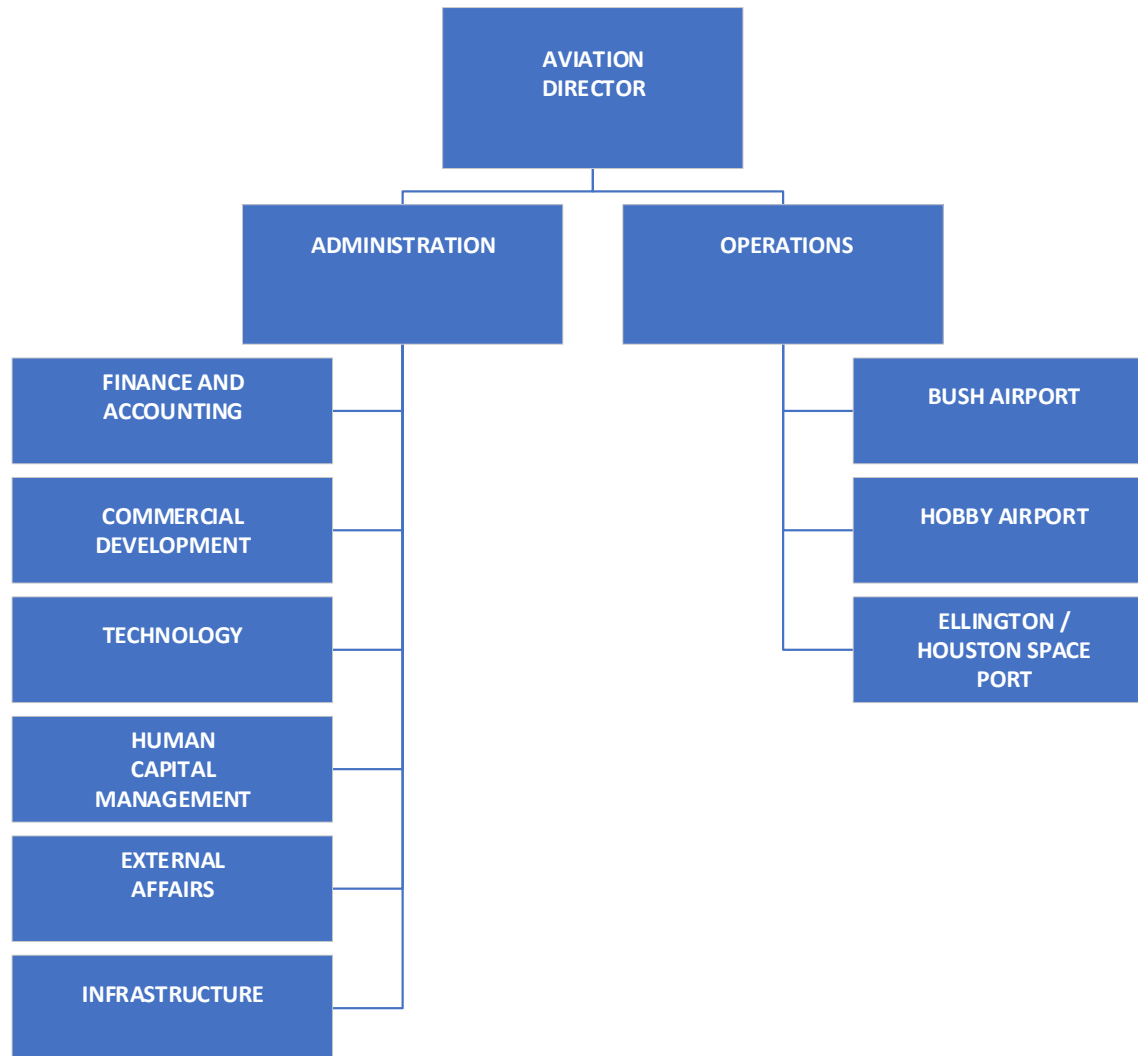 AVIATION
DIRECTOR
ADMINISTRATION
OPERATIONS
FINANCE AND
ACCOUNTING
COMMERCIAL
DEVELOPMENT
TECHNOLOGY
HUMAN
CAPITAL
MANAGEMENT
EXTERNAL
AFFAIRS
INFRASTRUCTURE
BUSH AIRPORT
HOBBY AIRPORT
ELLINGTON /
HOUSTON SPACE
PORT